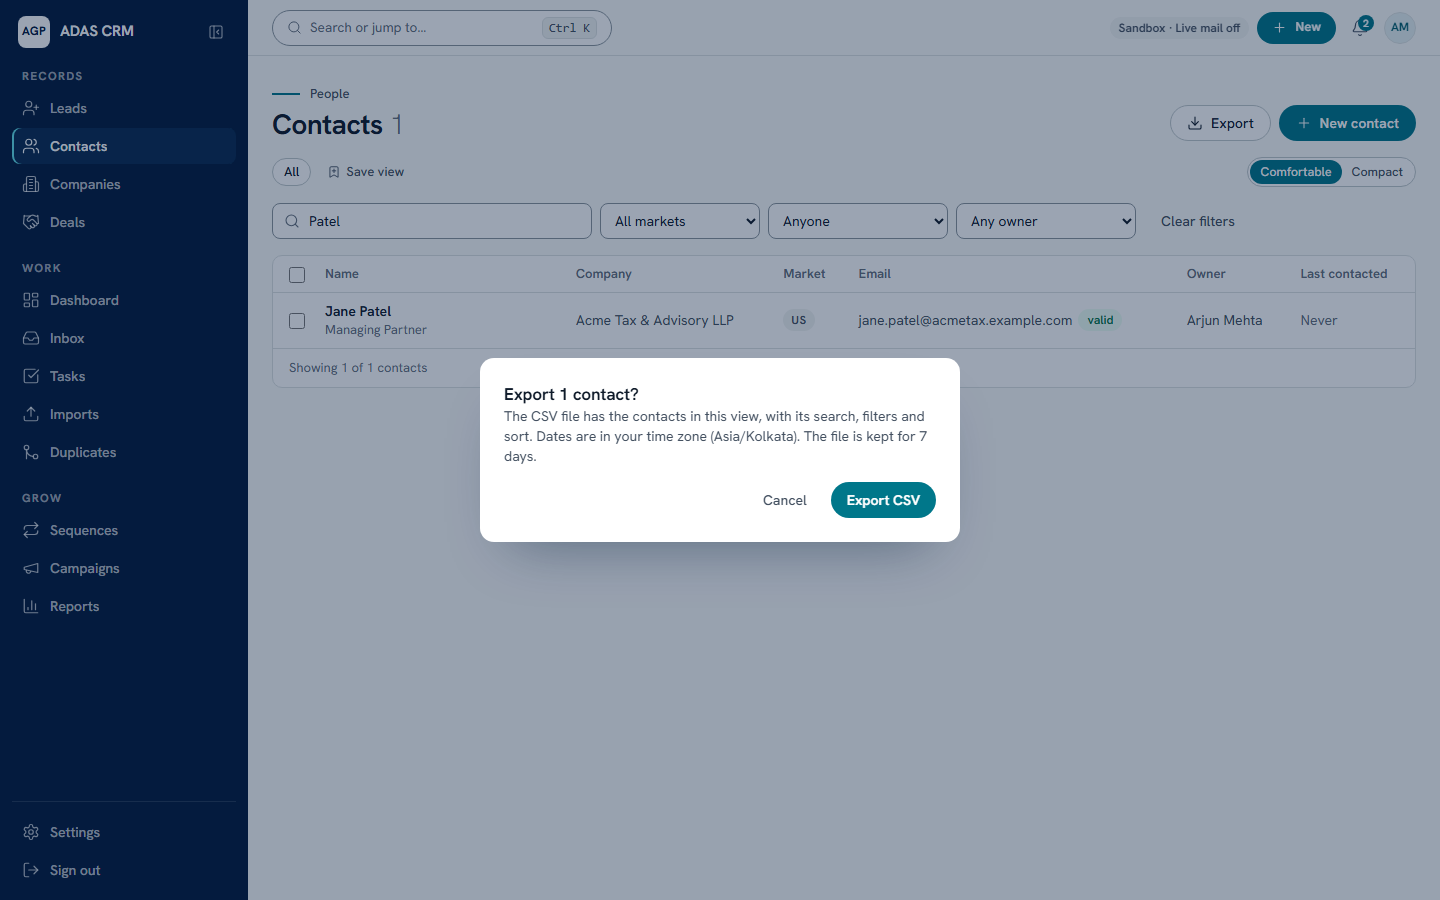 AGP
ADAS CRM
RECORDS
Leads
Contacts
Companies
Deals
WORK
Dashboard
Inbox
Tasks
Imports
Duplicates
GROW
Sequences
Campaigns
Reports
Settings
Sign out
Search or jump to...
Ctrl K
Sandbox · Live mail off
New
2
AM
People
Contacts 1
Export
New contact
All
Save view
Comfortable
Compact
Patel
All markets
Anyone
Any owner
Clear filters
Name
Company
Market
Email
Owner
Last contacted
Jane Patel
Managing Partner
Acme Tax & Advisory LLP
US
jane.patel@acmetax.example.com
valid
Arjun Mehta
Never
Showing 1 of 1 contacts
Export 1 contact?
The CSV file has the contacts in this view, with its search, filters and
sort. Dates are in your time zone (Asia/Kolkata). The file is kept for 7
days.
Cancel
Export CSV